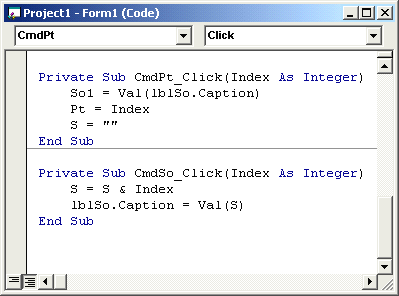 Project1 - Form1 (Code)
CmdPt Click
Private Sub CmdPt_Click(Index As Integer)
So1 = Val(lblSo.Caption)
Pt = Index
S = ""
End Sub
Private Sub CmdSo_Click(Index As Integer)
S = S & Index
lblSo.Caption = Val(S)
End Sub